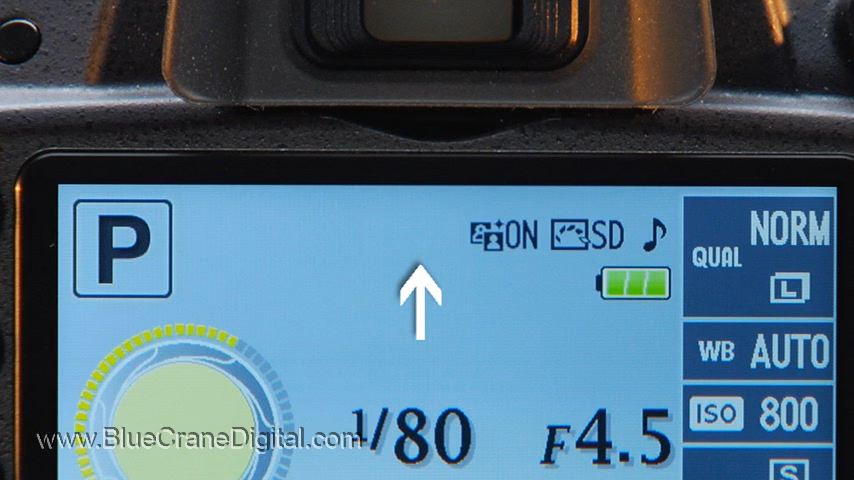 P
ON SD
QUAL NORM
L
WB AUTO
ISO 800
1/80 F4.5
S
www.BlueCraneDigital.com